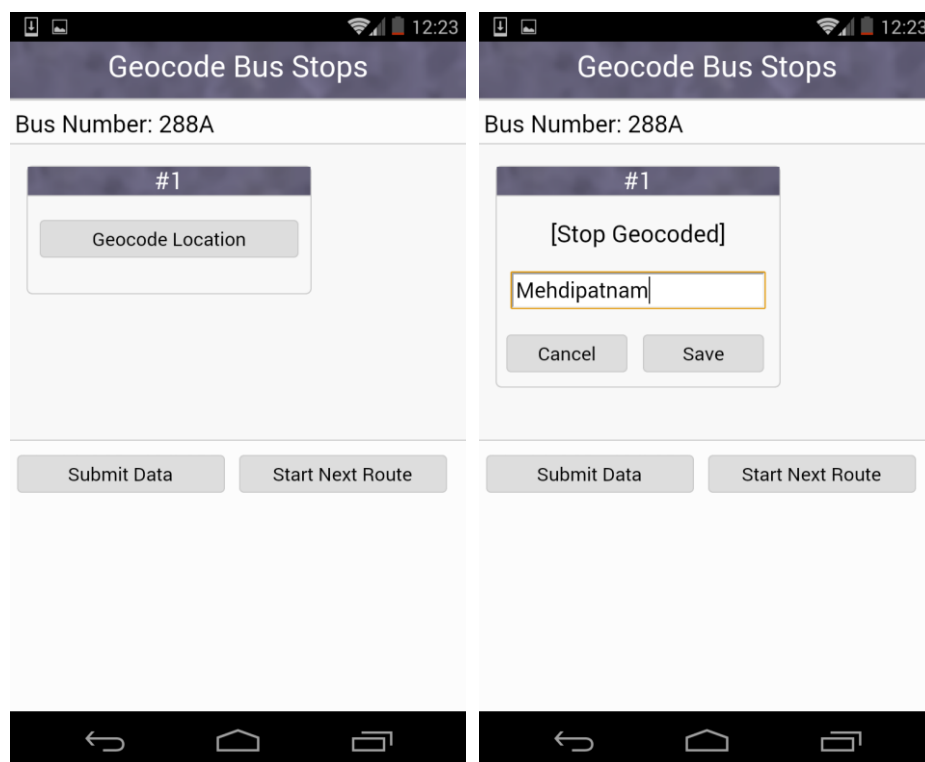 12:23
Geocode Bus Stops
Bus Number: 288A
#1
Geocode Location
Submit Data
Start Next Route
12:23
Geocode Bus Stops
Bus Number: 288A
#1
[Stop Geocoded]
Mehdipatnam
Cancel
Save
Submit Data
Start Next Route